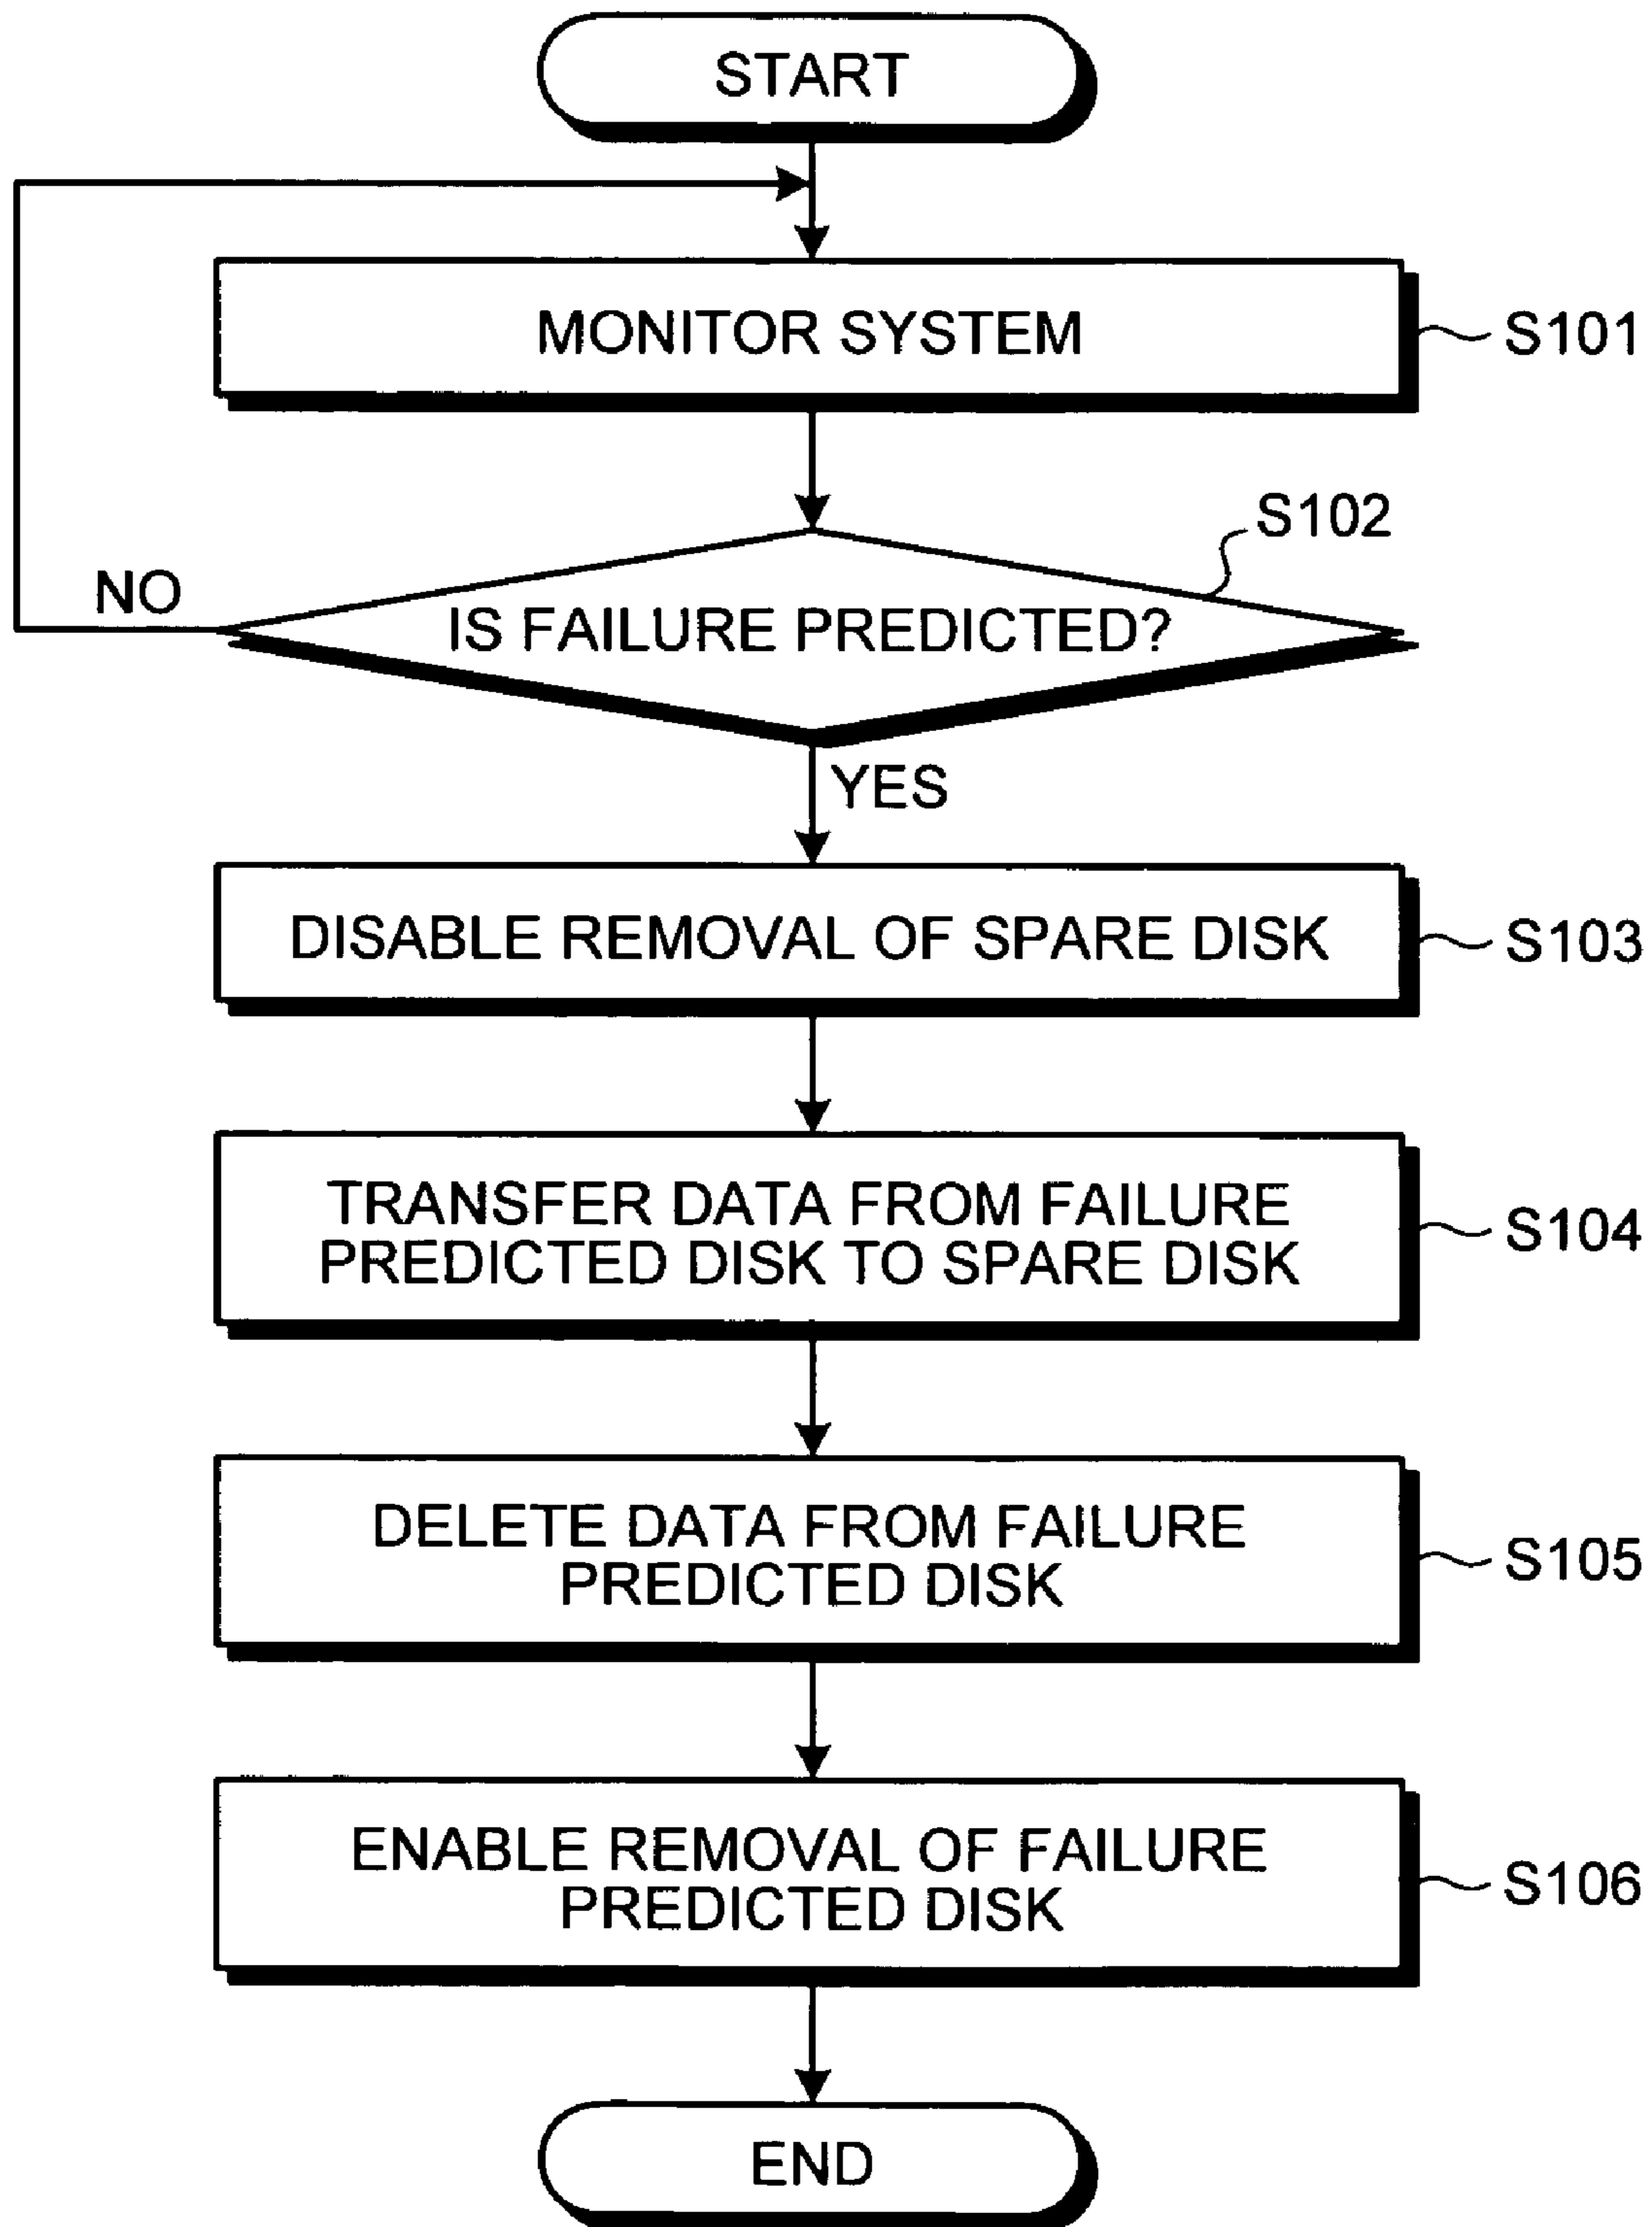 START
MONITOR SYSTEM
S101
S102
NO
IS FAILURE PREDICTED?
YES
DISABLE REMOVAL OF SPARE DISK
S103
TRANSFER DATA FROM FAILURE
PREDICTED DISK TO SPARE DISK
S104
DELETE DATA FROM FAILURE
PREDICTED DISK
S105
ENABLE REMOVAL OF FAILURE
PREDICTED DISK
S106
END